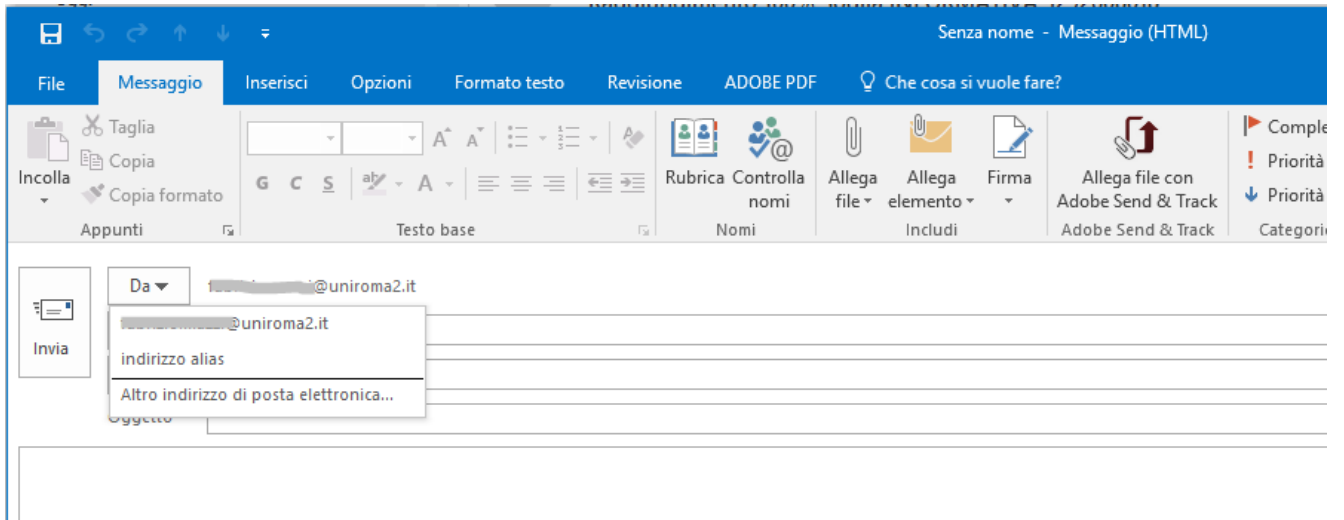 Senza nome - Messaggio (HTML)
File Messaggio Inserisci Opzioni Formato testo Revisione ADOBE PDF Che cosa si vuole fare?
Incolla
Taglia
Copia
Copia formato
Appunti
G C S
Testo base
Rubrica Controlla nomi
Nomi
Allega file
Allega elemento
Firma
Includi
Allega file con
Adobe Send & Track
Adobe Send & Track
Comple
Priorità
Priorità
Categori
Invia
Da
@uniroma2.it
@uniroma2.it
indirizzo alias
Altro indirizzo di posta elettronica...
Oggetto